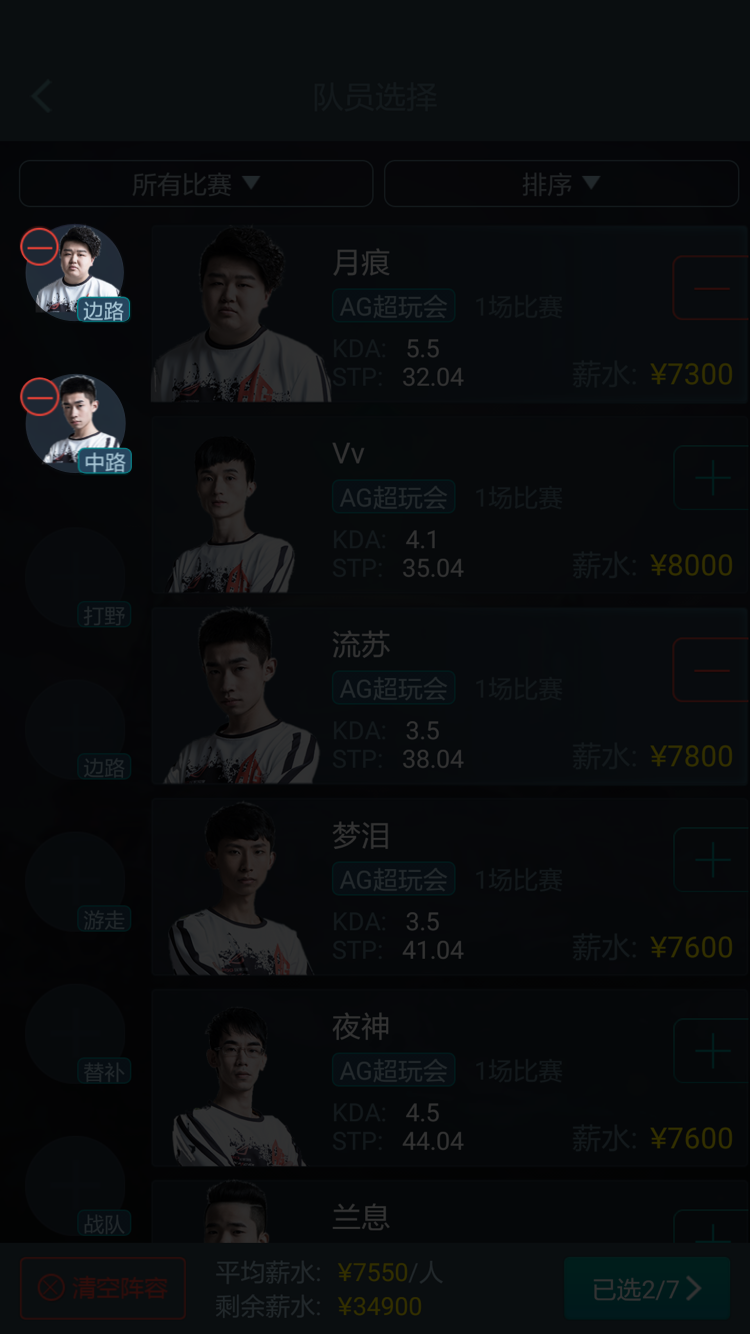 队员选择
所有比赛
排序
边路
中路
打野
边路
游走
替补
战队
月痕
AG超玩会 1场比赛
KDA: 5.5
STP: 32.04
薪水: ¥7300
Vv
AG超玩会 1场比赛
KDA: 4.1
STP: 35.04
薪水: ¥8000
流苏
AG超玩会 1场比赛
KDA: 3.5
STP: 38.04
薪水: ¥7800
梦泪
AG超玩会 1场比赛
KDA: 3.5
STP: 41.04
薪水: ¥7600
夜神
AG超玩会 1场比赛
KDA: 4.5
STP: 44.04
薪水: ¥7600
兰息
清空阵容
平均薪水: ¥7550/人
剩余薪水: ¥34900
已选2/7